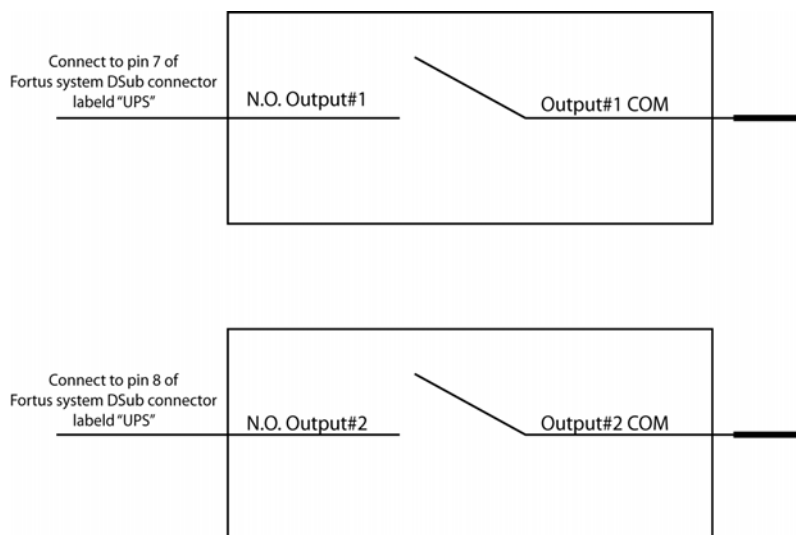 Connect to pin 7 of
Fortus system DSub connector
labeld "UPS"
N.O. Output#1
Output#1 COM
Connect to pin 8 of
Fortus system DSub connector
labeld "UPS"
N.O. Output#2
Output#2 COM